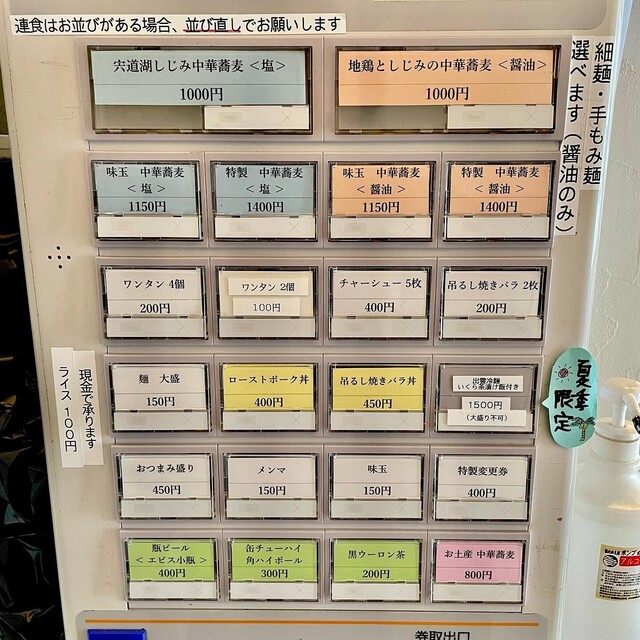 連食はお並びがある場合、並び直しでお願いします
宍道湖しじみ中華蕎麦＜塩＞
1000円
地鶏としじみの中華蕎麦＜醤油＞
1000円
細麺・手もみ麺
選べます（醤油のみ）
味玉 中華蕎麦
＜塩＞
1150円
特製 中華蕎麦
＜塩＞
1400円
味玉 中華蕎麦
＜醤油＞
1150円
特製 中華蕎麦
＜醤油＞
1400円
ワンタン 4個
200円
ワンタン 2個
100円
チャーシュー 5枚
400円
吊るし焼きバラ 2枚
200円
現金で承ります
ライス 100円
麺 大盛
150円
ローストポーク丼
400円
吊るし焼きバラ丼
450円
出雲冷麺
いくら茶漬け飯付き
1500円
（大盛り不可）
夏季
限定
おつまみ盛り
450円
メンマ
150円
味玉
150円
特製変更券
400円
瓶ビール
＜エビス小瓶＞
400円
缶チューハイ
角ハイボール
300円
黒ウーロン茶
200円
お土産 中華蕎麦
800円
券取出口